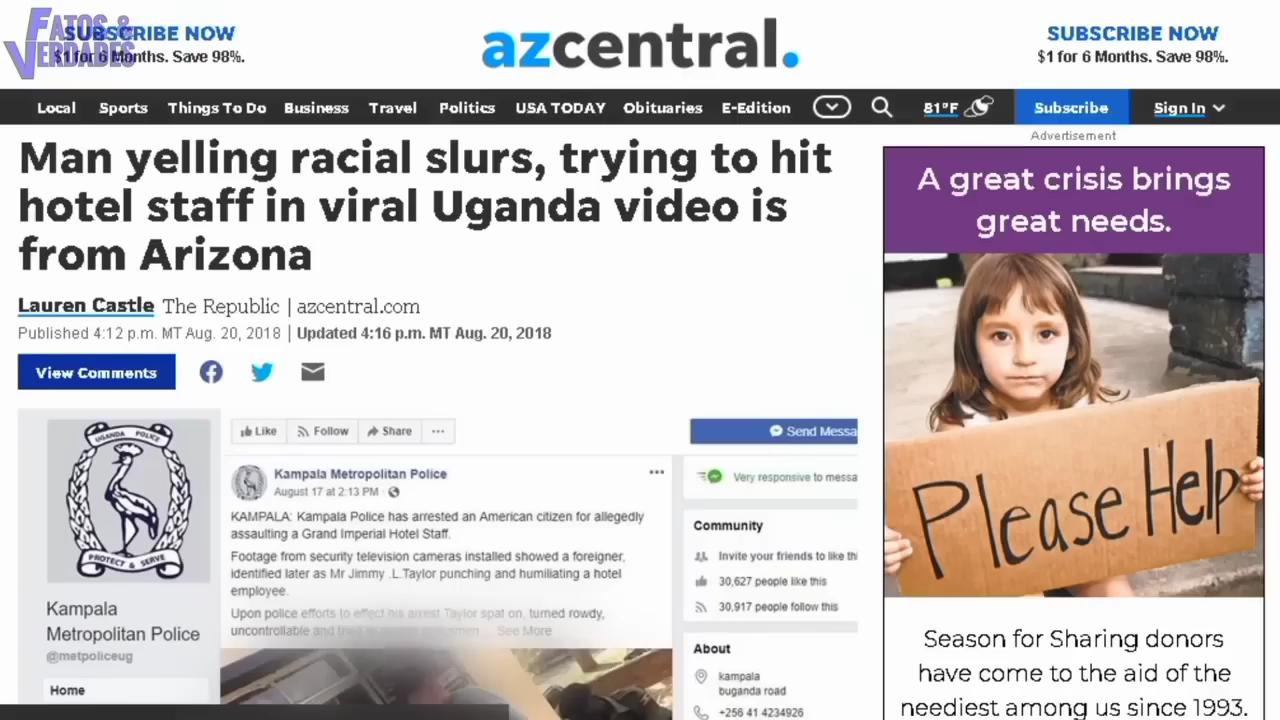 FATOS &
VERDADES
SUBSCRIBE NOW
$1 for 6 Months. Save 98%.
azcentral.
SUBSCRIBE NOW
$1 for 6 Months. Save 98%.
Local Sports Things To Do Business Travel Politics USA TODAY Obituaries E-Edition 81°F Subscribe Sign In
Advertisement
Man yelling racial slurs, trying to hit
hotel staff in viral Uganda video is
from Arizona
Lauren Castle The Republic | azcentral.com
Published 4:12 p.m. MT Aug. 20, 2018 | Updated 4:16 p.m. MT Aug. 20, 2018
View Comments
UGANDA POLICE
PROTECT & SERVE
Kampala
Metropolitan Police
@metpoliceug
Home
Like Follow Share ...
Kampala Metropolitan Police
August 17 at 2:13 PM ·
KAMPALA: Kampala Police has arrested an American citizen for allegedly
assaulting a Grand Imperial Hotel Staff.
Footage from security television cameras installed showed a foreigner,
identified later as Mr Jimmy .L.Taylor punching and humiliating a hotel
employee.
Upon police efforts to effect his arrest Taylor spat on, turned rowdy,
uncontrollable and See More
Send Messa
Very responsive to messa
Community
Invite your friends to like thi
30,627 people like this
30,917 people follow this
About
kampala
buganda road
+256 41 4234926
A great crisis brings
great needs.
Please Help
Season for Sharing donors
have come to the aid of the
neediest among us since 1993.